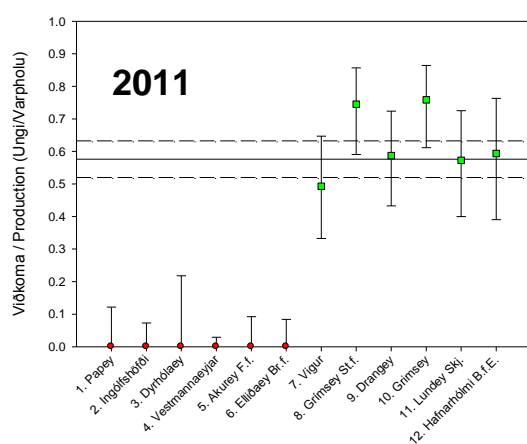 2011
Viðkoma / Production (Ungi/Varpholu)
1.0
0.9
0.8
0.7
0.6
0.5
0.4
0.3
0.2
0.1
0.0
1. Papey
2. Ingólfshöfði
3. Dyrhólaey
4. Vestmannaeyjar
5. Akurey F.f.
6. Elliðaey Br.f.
7. Vigur
8. Grimsey St.f.
9. Drangey
10. Grimsey
11. Lundey Skj.
12. Hafnarhólmi B.f.E.